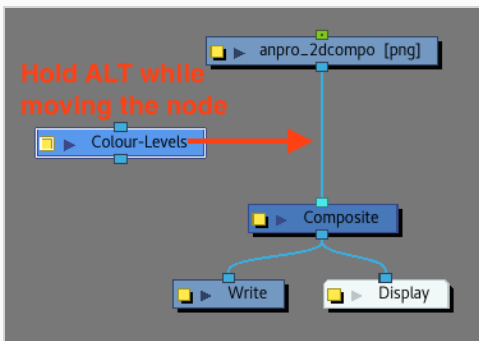 anpro_2dcompo [png]
Hold ALT while
moving the node
Colour-Levels
Composite
Write
Display